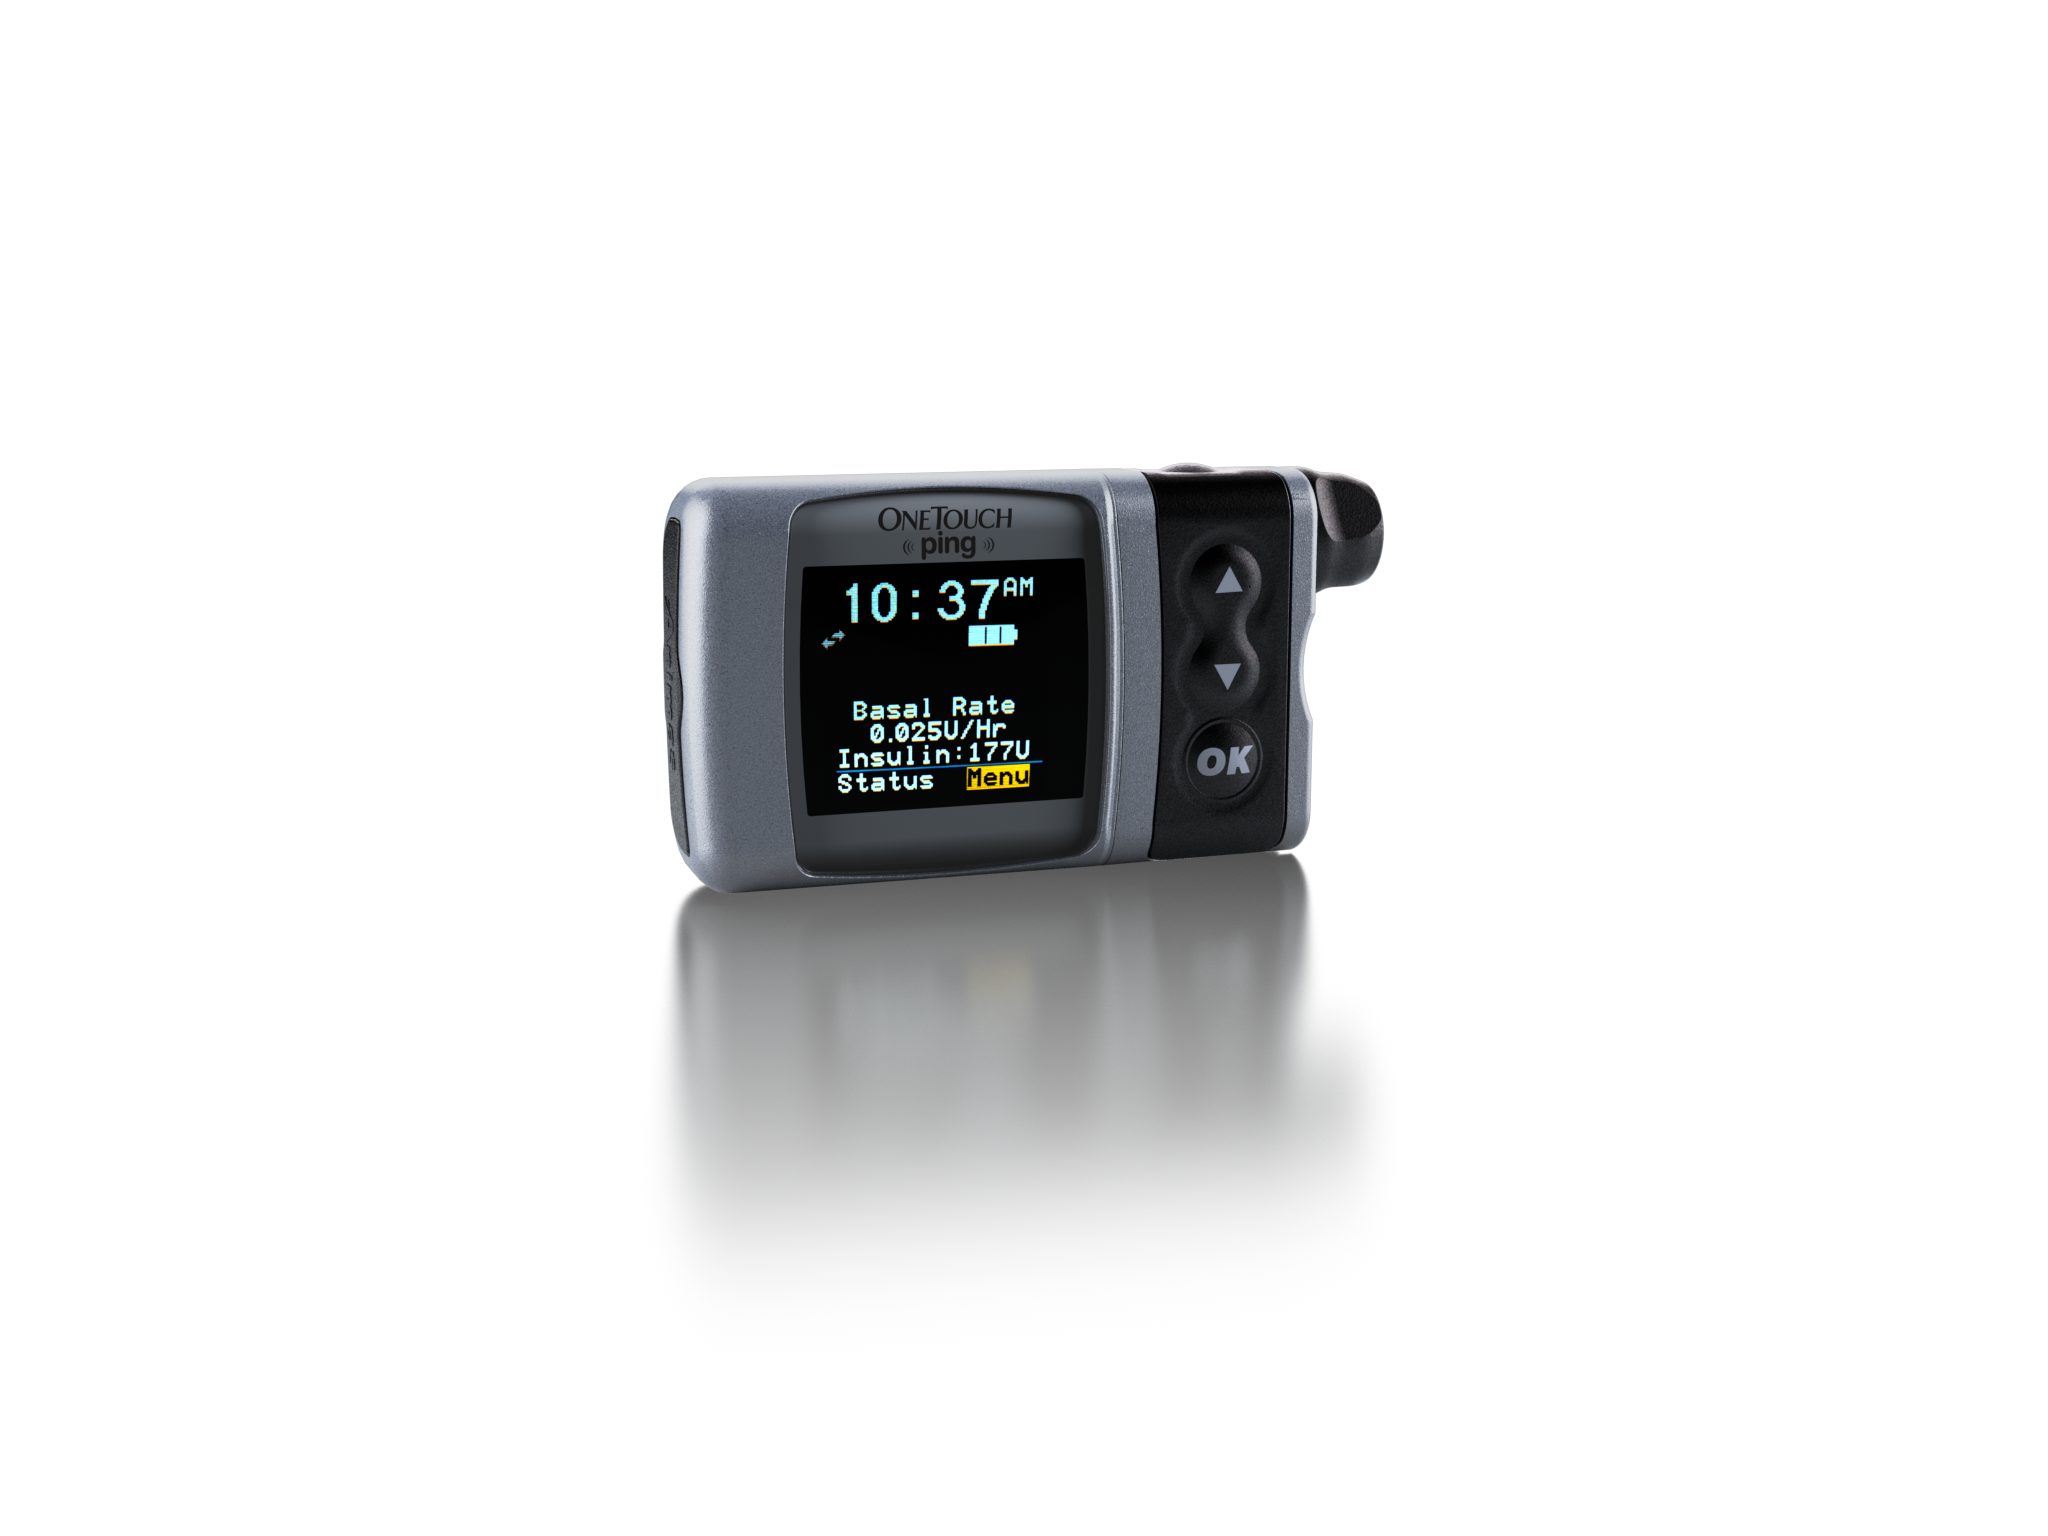 ONETOUCH
ping
10:37AM
Basal Rate
0.025U/Hr
Insulin:177U
Status Menu
OK